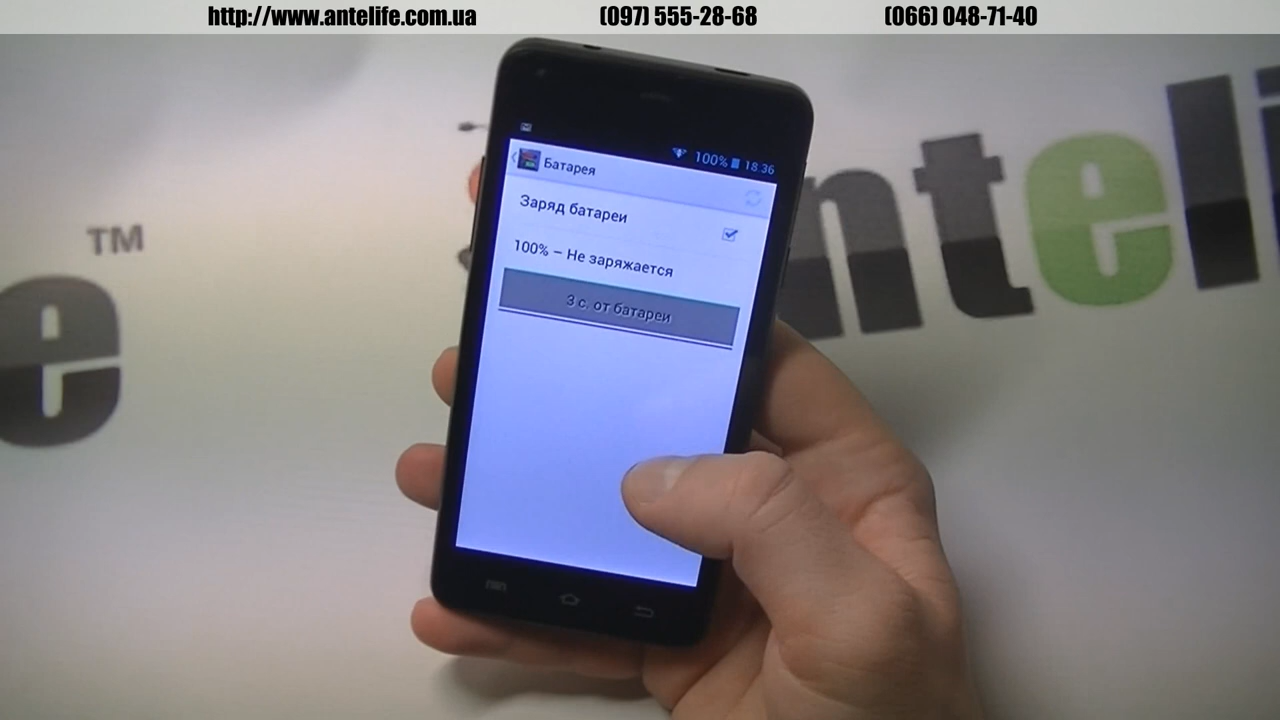 http://www.antelife.com.ua (097) 555-28-68 (066) 048-71-40
100% 18:36
Батарея
Заряд батареи
100% – Не заряжается
3 с. от батареи
e TM
anteli